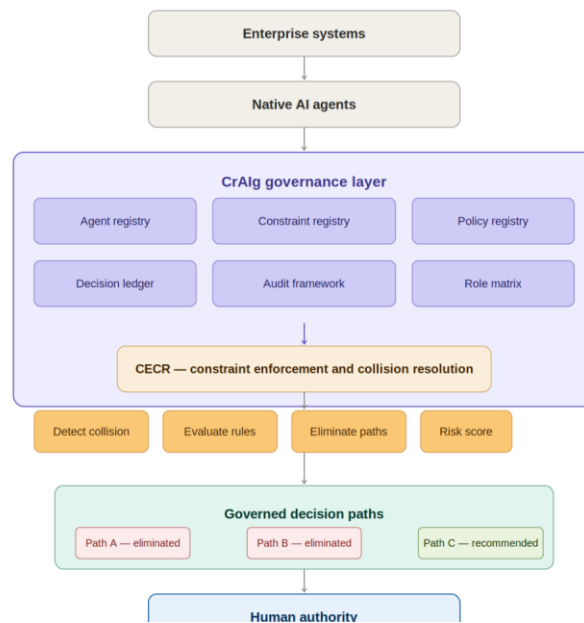 Enterprise systems
Native AI agents
CrAIg governance layer
Agent registry
Constraint registry
Policy registry
Decision ledger
Audit framework
Role matrix
CECR — constraint enforcement and collision resolution
Detect collision
Evaluate rules
Eliminate paths
Risk score
Governed decision paths
Path A — eliminated
Path B — eliminated
Path C — recommended
Human authority